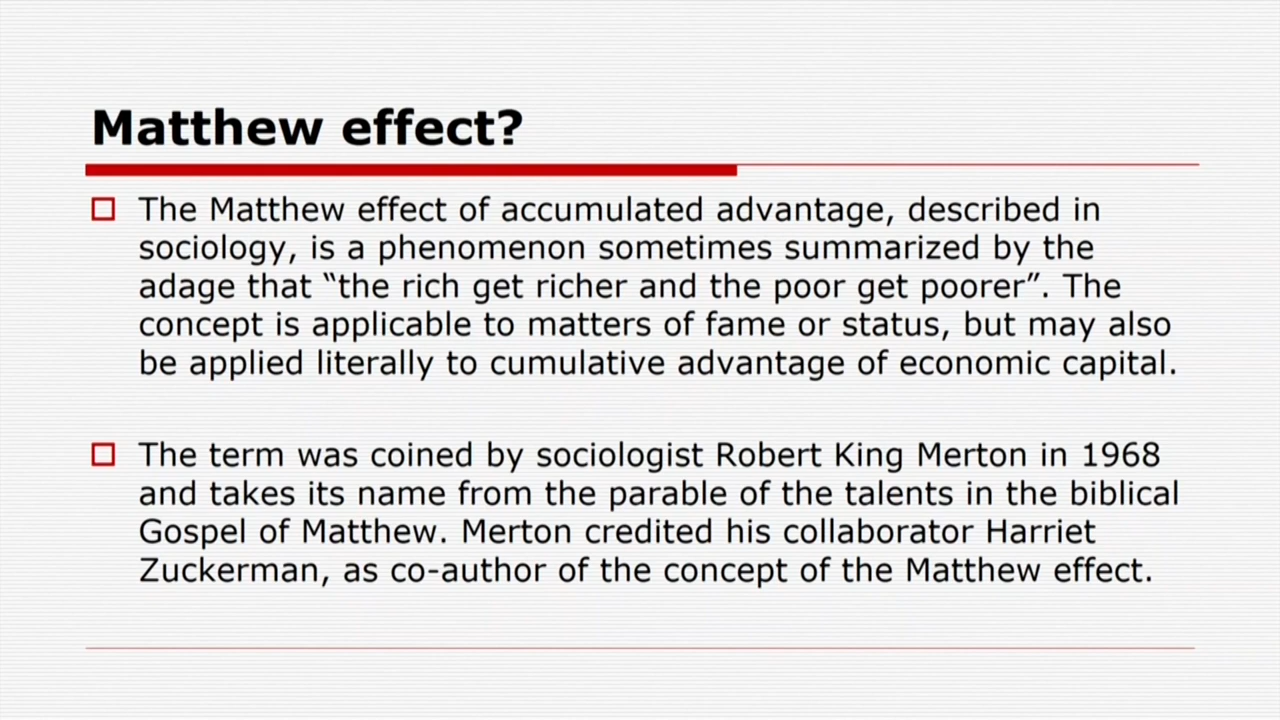 Matthew effect?
The Matthew effect of accumulated advantage, described in
sociology, is a phenomenon sometimes summarized by the
adage that “the rich get richer and the poor get poorer”. The
concept is applicable to matters of fame or status, but may also
be applied literally to cumulative advantage of economic capital.
The term was coined by sociologist Robert King Merton in 1968
and takes its name from the parable of the talents in the biblical
Gospel of Matthew. Merton credited his collaborator Harriet
Zuckerman, as co-author of the concept of the Matthew effect.